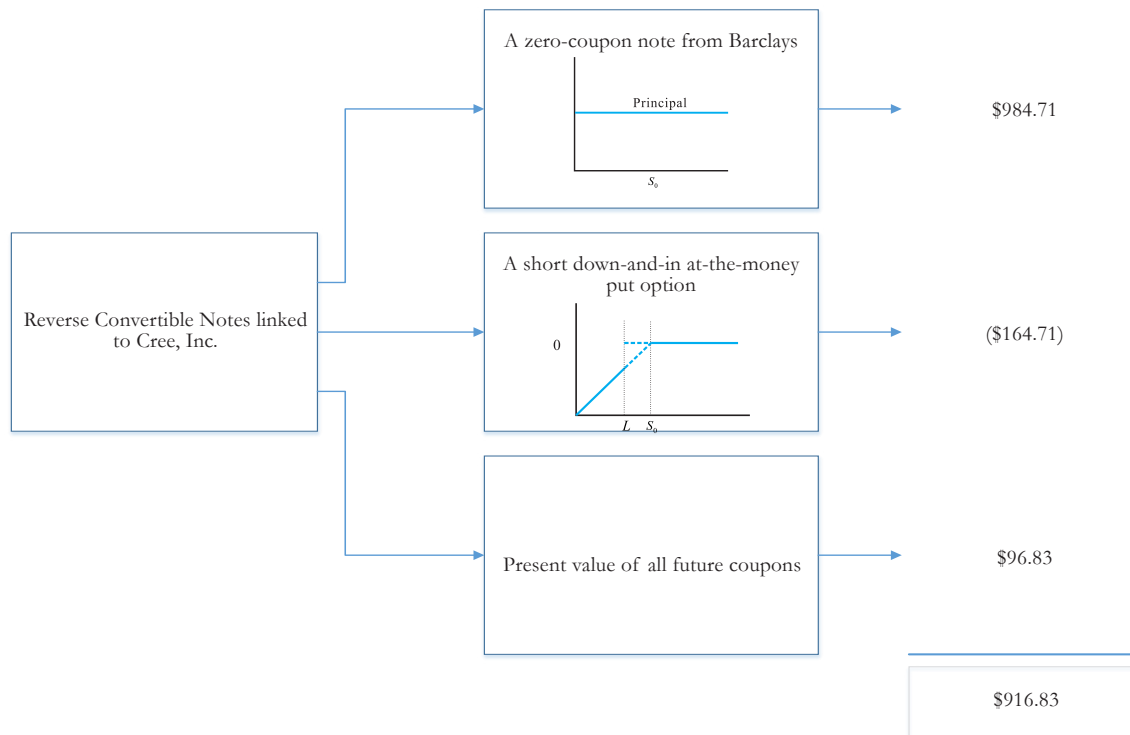 A zero-coupon note from Barclays
Principal
S₀
$984.71
Reverse Convertible Notes linked
to Cree, Inc.
A short down-and-in at-the-money
put option
0
L S₀
($164.71)
Present value of all future coupons
$96.83
$916.83